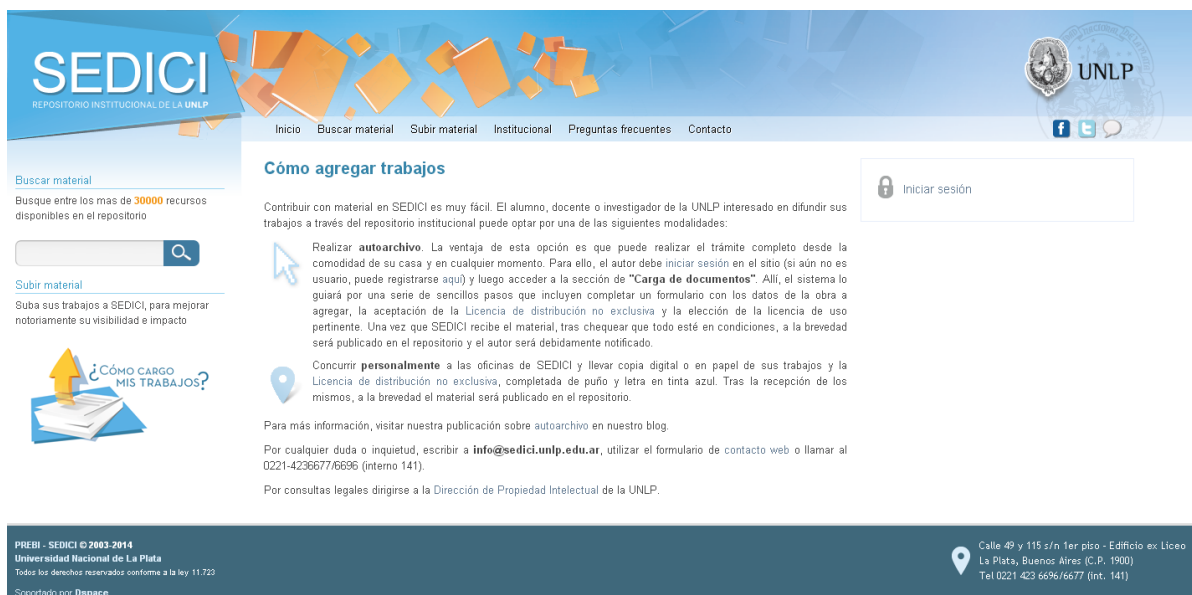 SEDICI
REPOSITORIO INSTITUCIONAL DE LA UNLP
UNLP
Inicio Buscar material Subir material Institucional Preguntas frecuentes Contacto
Buscar material
Busque entre los mas de 30000 recursos
disponibles en el repositorio
Subir material
Suba sus trabajos a SEDICI, para mejorar
notoriamente su visibilidad e impacto
¿CÓMO CARGO
MIS TRABAJOS?
Cómo agregar trabajos
Contribuir con material en SEDICI es muy fácil. El alumno, docente o investigador de la UNLP interesado en difundir sus
trabajos a través del repositorio institucional puede optar por una de las siguientes modalidades:
Realizar autoarchivo. La ventaja de esta opción es que puede realizar el trámite completo desde la
comodidad de su casa y en cualquier momento. Para ello, el autor debe iniciar sesión en el sitio (si aún no es
usuario, puede registrarse aquí) y luego acceder a la sección de "Carga de documentos". Allí, el sistema lo
guiará por una serie de sencillos pasos que incluyen completar un formulario con los datos de la obra a
agregar, la aceptación de la Licencia de distribución no exclusiva y la elección de la licencia de uso
pertinente. Una vez que SEDICI recibe el material, tras chequear que todo esté en condiciones, a la brevedad
será publicado en el repositorio y el autor será debidamente notificado.
Concurrir personalmente a las oficinas de SEDICI y llevar copia digital o en papel de sus trabajos y la
Licencia de distribución no exclusiva, completada de puño y letra en tinta azul. Tras la recepción de los
mismos, a la brevedad el material será publicado en el repositorio.
Para más información, visitar nuestra publicación sobre autoarchivo en nuestro blog.
Por cualquier duda o inquietud, escribir a info@sedici.unlp.edu.ar, utilizar el formulario de contacto web o llamar al
0221-4236677/6696 (interno 141).
Por consultas legales dirigirse a la Dirección de Propiedad Intelectual de la UNLP.
Iniciar sesión
PREBI - SEDICI © 2003-2014
Universidad Nacional de La Plata
Todos los derechos reservados conforme a la ley 11.723
Soportado por Dspace
Calle 49 y 115 s/n 1er piso - Edificio ex Liceo
La Plata, Buenos Aires (C.P. 1900)
Tel 0221 423 6696/6677 (int. 141)